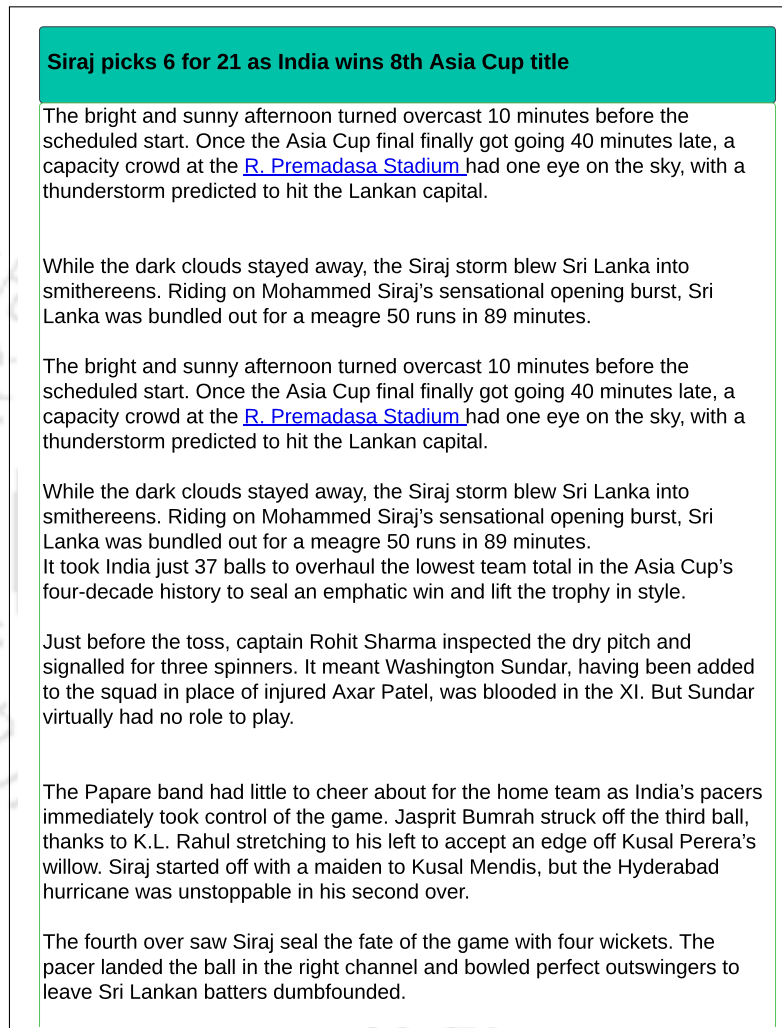 Siraj picks 6 for 21 as India wins 8th Asia Cup title
The bright and sunny afternoon turned overcast 10 minutes before the
scheduled start. Once the Asia Cup final finally got going 40 minutes late, a
capacity crowd at the R. Premadasa Stadium had one eye on the sky, with a
thunderstorm predicted to hit the Lankan capital.
While the dark clouds stayed away, the Siraj storm blew Sri Lanka into
smithereens. Riding on Mohammed Siraj’s sensational opening burst, Sri
Lanka was bundled out for a meagre 50 runs in 89 minutes.
The bright and sunny afternoon turned overcast 10 minutes before the
scheduled start. Once the Asia Cup final finally got going 40 minutes late, a
capacity crowd at the R. Premadasa Stadium had one eye on the sky, with a
thunderstorm predicted to hit the Lankan capital.
While the dark clouds stayed away, the Siraj storm blew Sri Lanka into
smithereens. Riding on Mohammed Siraj’s sensational opening burst, Sri
Lanka was bundled out for a meagre 50 runs in 89 minutes.
It took India just 37 balls to overhaul the lowest team total in the Asia Cup’s
four-decade history to seal an emphatic win and lift the trophy in style.
Just before the toss, captain Rohit Sharma inspected the dry pitch and
signalled for three spinners. It meant Washington Sundar, having been added
to the squad in place of injured Axar Patel, was blooded in the XI. But Sundar
virtually had no role to play.
The Papare band had little to cheer about for the home team as India’s pacers
immediately took control of the game. Jasprit Bumrah struck off the third ball,
thanks to K.L. Rahul stretching to his left to accept an edge off Kusal Perera’s
willow. Siraj started off with a maiden to Kusal Mendis, but the Hyderabad
hurricane was unstoppable in his second over.
The fourth over saw Siraj seal the fate of the game with four wickets. The
pacer landed the ball in the right channel and bowled perfect outswingers to
leave Sri Lankan batters dumbfounded.